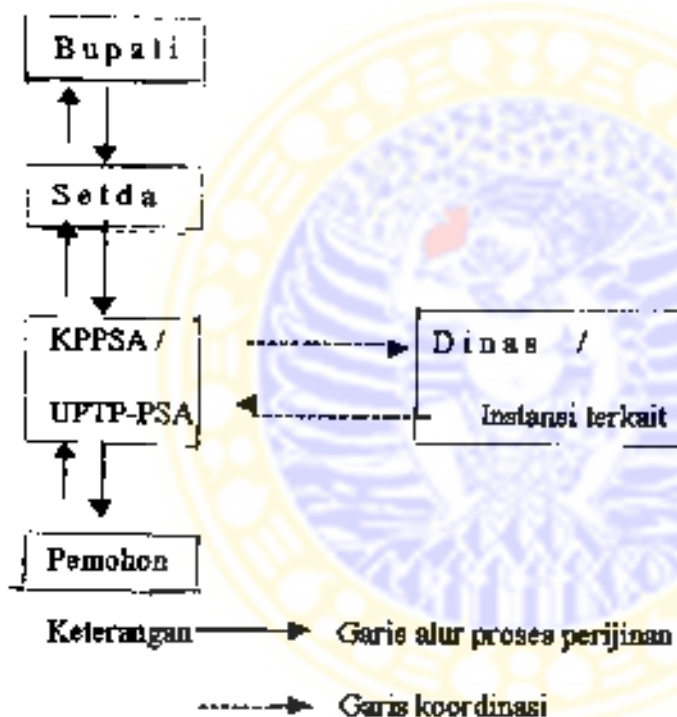 Bupati
Setda
KPPSA /
UPTP-PSA
Dinas /
Instansi terkait
Pemohon
Keterangan
Garis alur proses perijinan
Garis koordinasi